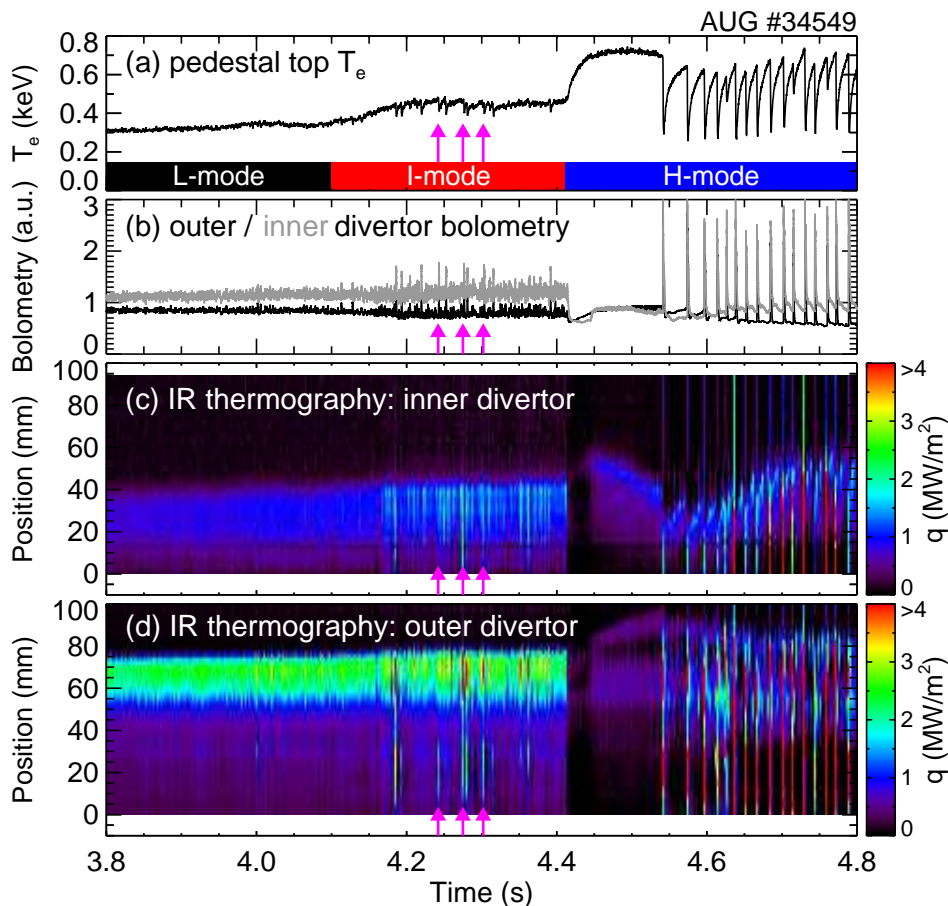 AUG #34549
T_e (keV)
0.8
0.6
0.4
0.2
0.0
(a) pedestal top T_e
L-mode I-mode H-mode
Bolometry (a.u.)
3
2
1
0
(b) outer / inner divertor bolometry
Position (mm)
100
80
60
40
20
0
(c) IR thermography: inner divertor
>4
3
2
1
0
q (MW/m²)
Position (mm)
100
80
60
40
20
0
(d) IR thermography: outer divertor
>4
3
2
1
0
q (MW/m²)
3.8 4.0 4.2 4.4 4.6 4.8
Time (s)